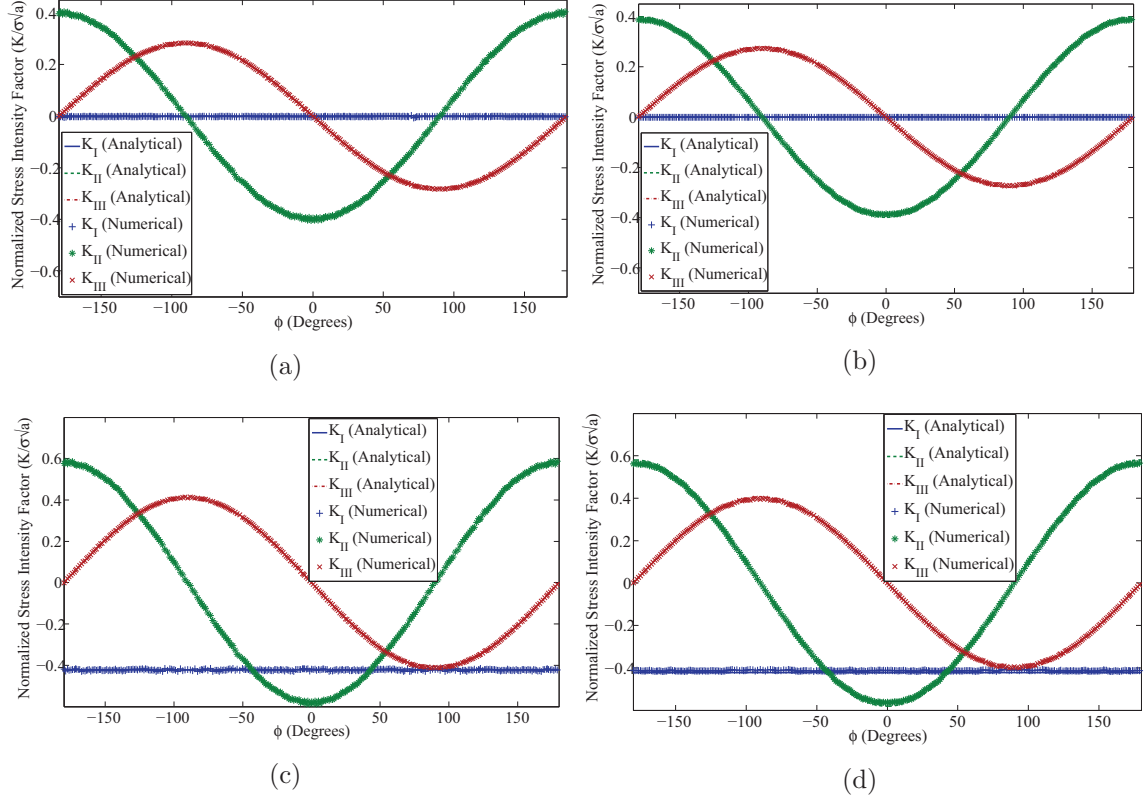 Normalized Stress Intensity Factor (K/σ√a)
0.4
0.2
0
−0.2
−0.4
−0.6
K_I (Analytical)
K_II (Analytical)
K_III (Analytical)
K_I (Numerical)
K_II (Numerical)
K_III (Numerical)
−150 −100 −50 0 50 100 150
ϕ (Degrees)
(a)
Normalized Stress Intensity Factor (K/σ√a)
0.4
0.2
0
−0.2
−0.4
−0.6
K_I (Analytical)
K_II (Analytical)
K_III (Analytical)
K_I (Numerical)
K_II (Numerical)
K_III (Numerical)
−150 −100 −50 0 50 100 150
ϕ (Degrees)
(b)
Normalized Stress Intensity Factor (K/σ√a)
0.6
0.4
0.2
0
−0.2
−0.4
K_I (Analytical)
K_II (Analytical)
K_III (Analytical)
K_I (Numerical)
K_II (Numerical)
K_III (Numerical)
−150 −100 −50 0 50 100 150
ϕ (Degrees)
(c)
Normalized Stress Intensity Factor (K/σ√a)
0.6
0.4
0.2
0
−0.2
−0.4
K_I (Analytical)
K_II (Analytical)
K_III (Analytical)
K_I (Numerical)
K_II (Numerical)
K_III (Numerical)
−150 −100 −50 0 50 100 150
ϕ (Degrees)
(d)